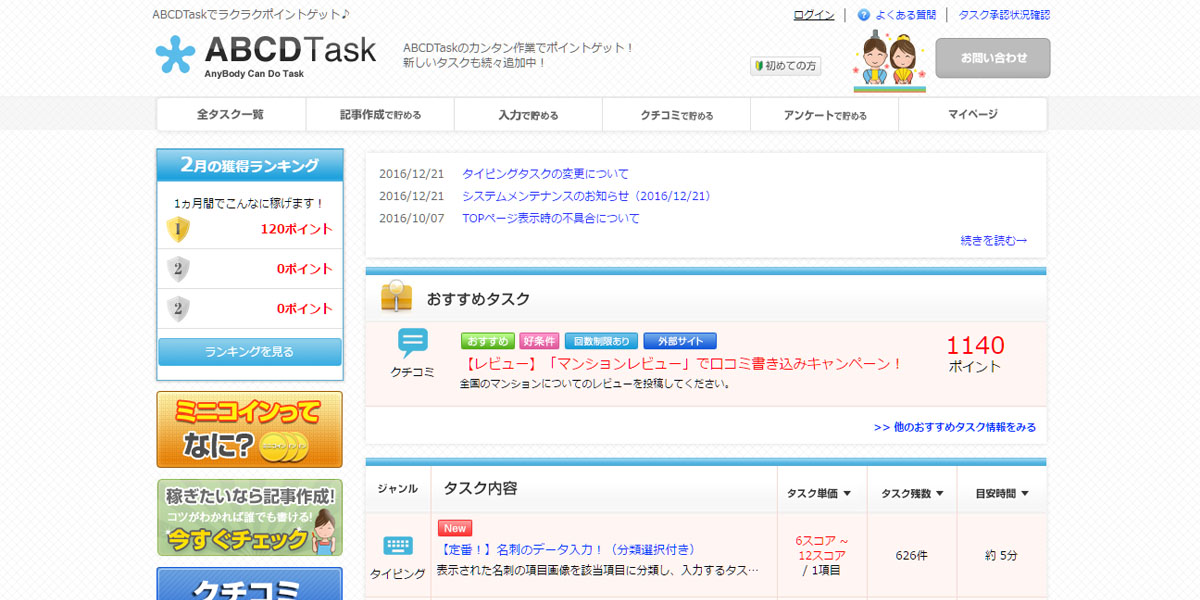 ABCDTaskでラクラクポイントゲット♪
ログイン
よくある質問
タスク承認状況確認
ABCDTask
AnyBody Can Do Task
ABCDTaskのカンタン作業でポイントゲット！
新しいタスクも続々追加中！
初めての方
お問い合わせ
全タスク一覧
記事作成で貯める
入力で貯める
クチコミで貯める
アンケートで貯める
マイページ
2月の獲得ランキング
1ヵ月間でこんなに稼げます！
1
120ポイント
2
0ポイント
2
0ポイント
ランキングを見る
ミニコインって
なに?
稼ぎたいなら記事作成!
コツがわかれば誰でも書ける!
今すぐチェック
クチコミ
2016/12/21 タイピングタスクの変更について
2016/12/21 システムメンテナンスのお知らせ（2016/12/21）
2016/10/07 TOPページ表示時の不具合について
続きを読む→
おすすめタスク
クチコミ
おすすめ 好条件 回数制限あり 外部サイト
【レビュー】「マンションレビュー」で口コミ書き込みキャンペーン！
全国のマンションについてのレビューを投稿してください。
1140
ポイント
>> 他のおすすめタスク情報をみる
ジャンル
タスク内容
タスク単価 ▼
タスク残数 ▼
目安時間 ▼
タイピング
New
【定番！】名刺のデータ入力！（分類選択付き）
表示された名刺の項目画像を該当項目に分類し、入力するタス…
6スコア ~
12スコア
/ 1項目
626件
約 5分